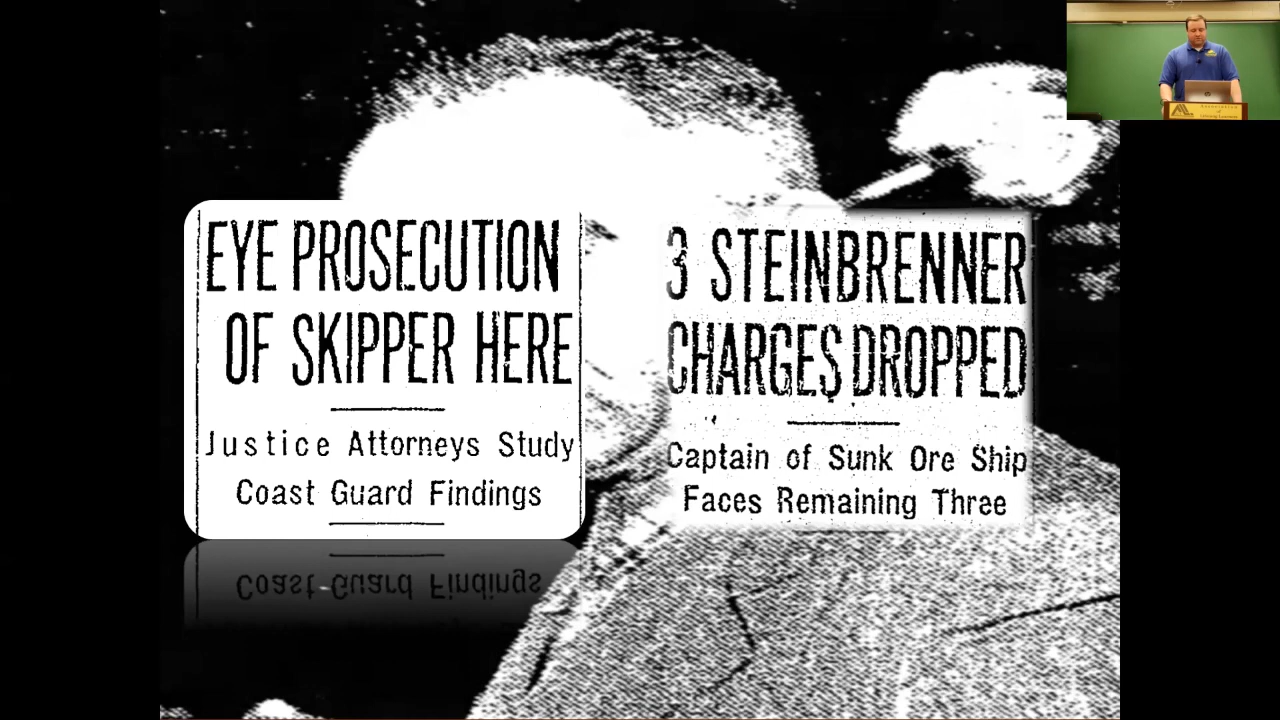 EYE PROSECUTION
OF SKIPPER HERE
Justice Attorneys Study
Coast Guard Findings
3 STEINBRENNER
CHARGES DROPPED
Captain of Sunk Ore Ship
Faces Remaining Three